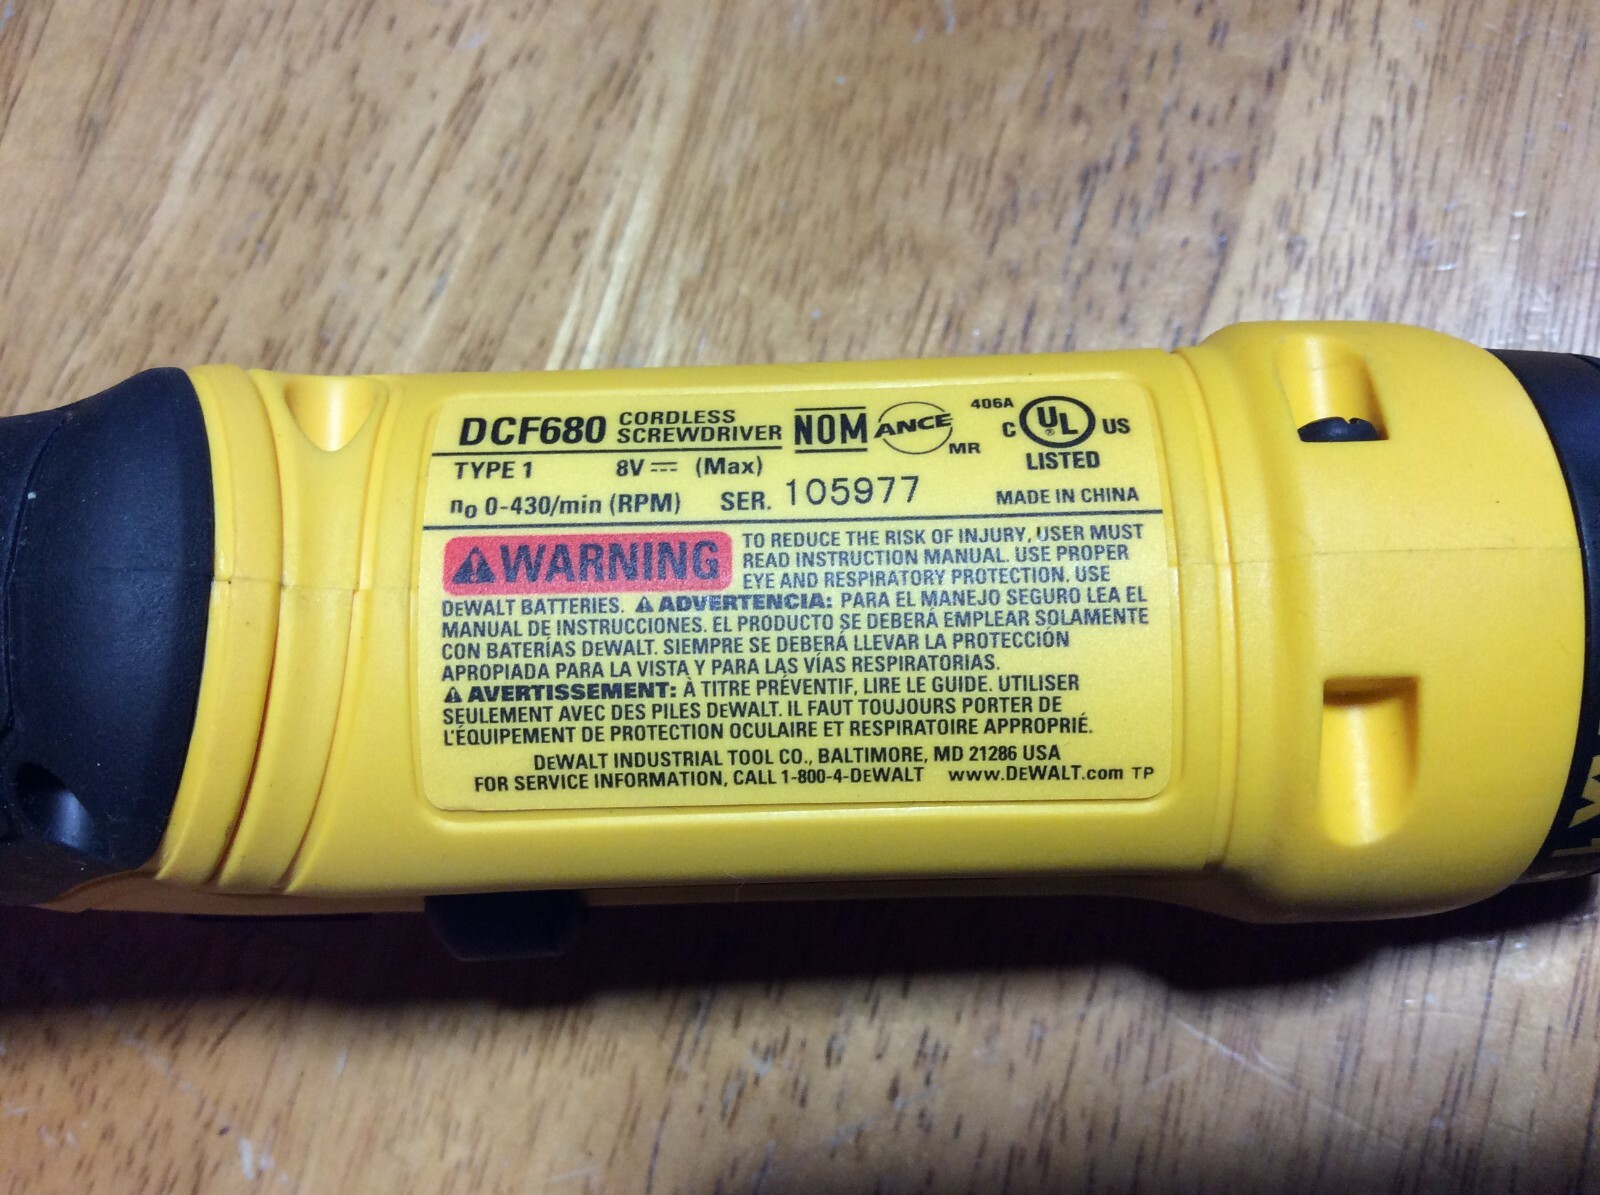 DCF680 CORDLESS SCREWDRIVER NOM ANCE MR 406A C UL ® US LISTED
TYPE 1 8V ⎓ (Max)
n₀ 0-430/min (RPM) SER. 105977 MADE IN CHINA
⚠WARNING TO REDUCE THE RISK OF INJURY, USER MUST
READ INSTRUCTION MANUAL. USE PROPER
EYE AND RESPIRATORY PROTECTION. USE
DEWALT BATTERIES. ⚠ ADVERTENCIA: PARA EL MANEJO SEGURO LEA EL
MANUAL DE INSTRUCCIONES. EL PRODUCTO SE DEBERÁ EMPLEAR SOLAMENTE
CON BATERÍAS DEWALT. SIEMPRE SE DEBERÁ LLEVAR LA PROTECCIÓN
APROPIADA PARA LA VISTA Y PARA LAS VÍAS RESPIRATORIAS.
⚠ AVERTISSEMENT: À TITRE PRÉVENTIF, LIRE LE GUIDE. UTILISER
SEULEMENT AVEC DES PILES DEWALT. IL FAUT TOUJOURS PORTER DE
L'ÉQUIPEMENT DE PROTECTION OCULAIRE ET RESPIRATOIRE APPROPRIÉ.
DEWALT INDUSTRIAL TOOL CO., BALTIMORE, MD 21286 USA
FOR SERVICE INFORMATION, CALL 1-800-4-DEWALT www.DEWALT.com TP